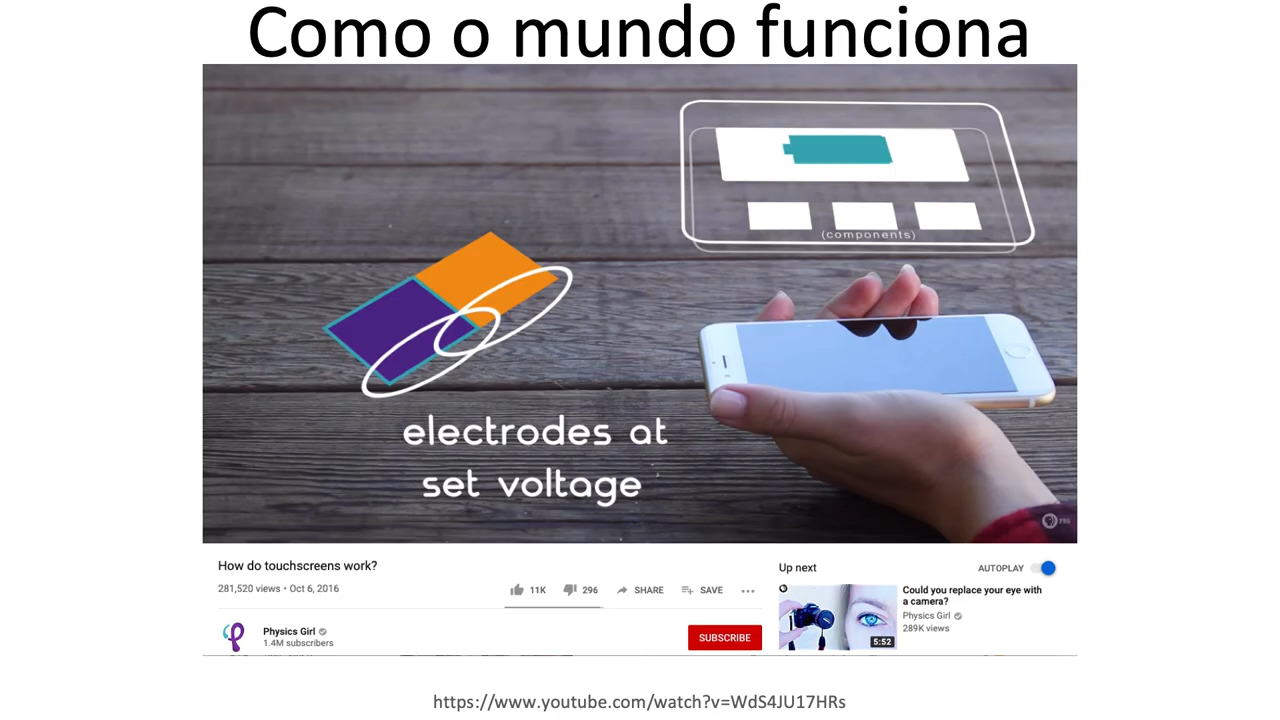 Como o mundo funciona
(components)
electrodes at
set voltage
PBS
How do touchscreens work?
281,520 views • Oct 6, 2016
11K
296
SHARE
SAVE
Physics Girl
1.4M subscribers
SUBSCRIBE
Up next
AUTOPLAY
Could you replace your eye with
a camera?
Physics Girl
289K views
5:52
https://www.youtube.com/watch?v=WdS4JU17HRs